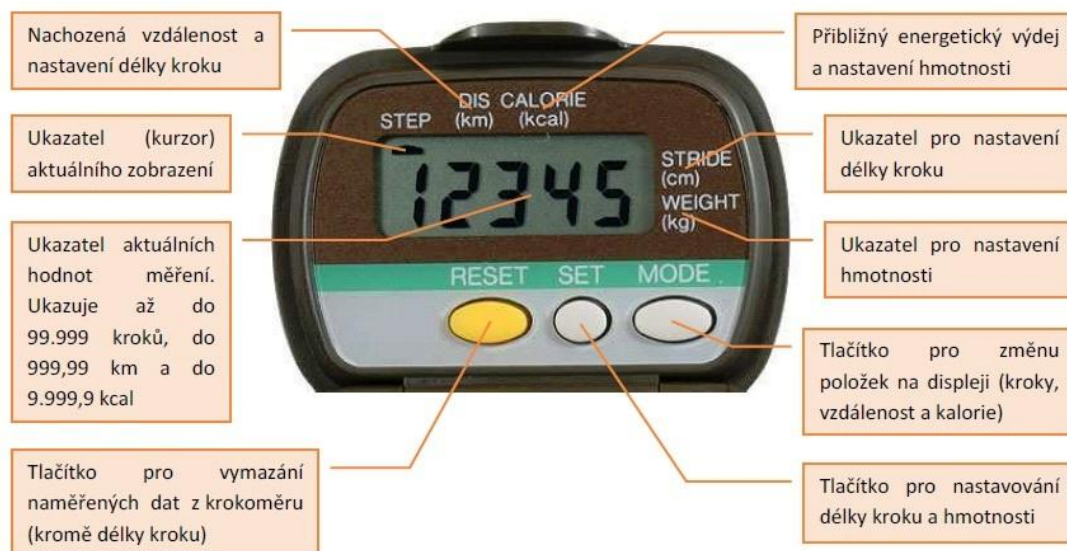 Nachozená vzdálenost a
nastavení délky kroku
Přibližný energetický výdej
a nastavení hmotnosti
DIS CALORIE
STEP (km) (kcal)
Ukazatel (kurzor)
aktuálního zobrazení
12345
STRIDE
(cm)
WEIGHT
(kg)
Ukazatel pro nastavení
délky kroku
Ukazatel aktuálních
hodnot měření.
Ukazuje až do
99.999 kroků, do
999,99 km a do
9.999,9 kcal
Ukazatel pro nastavení
hmotnosti
RESET SET MODE
Tlačítko pro změnu
položek na displeji (kroky,
vzdálenost a kalorie)
Tlačítko pro vymazání
naměřených dat z krokoměru
(kromě délky kroku)
Tlačítko pro nastavování
délky kroku a hmotnosti